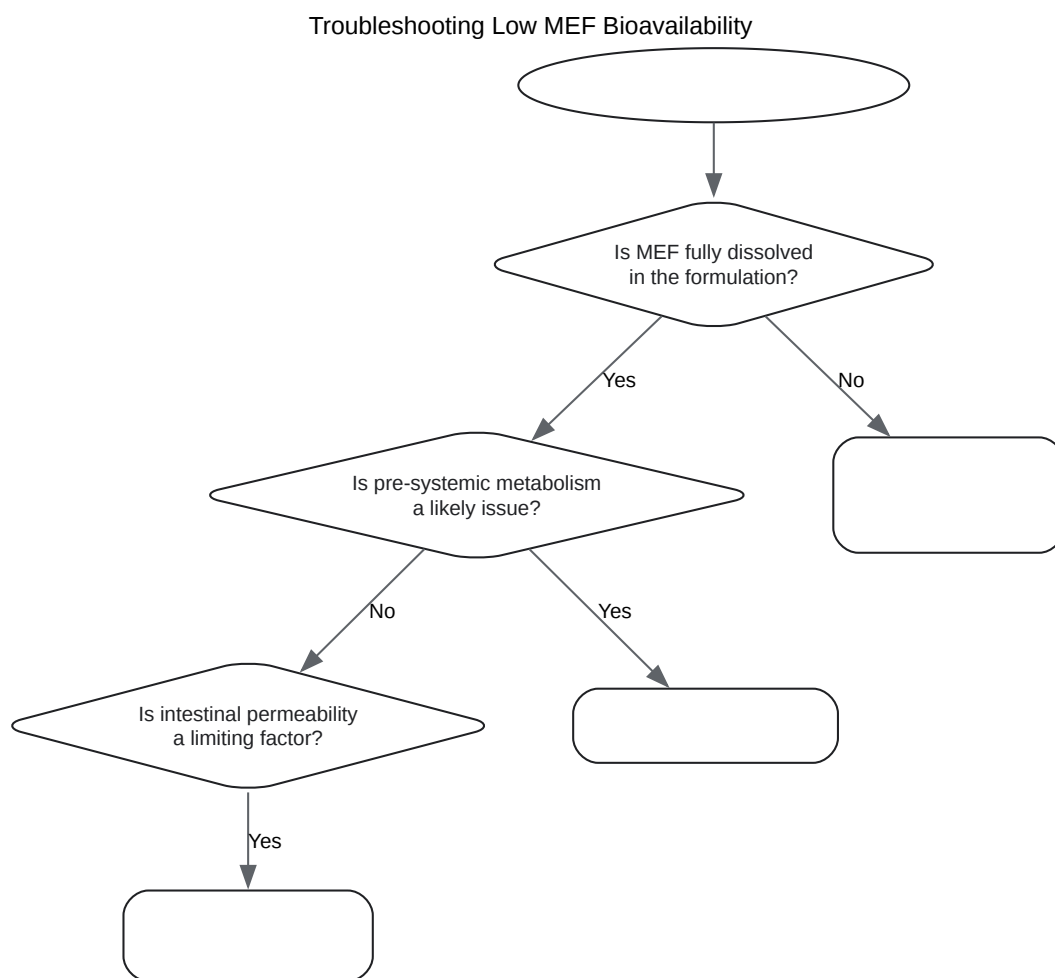 Troubleshooting Low MEF Bioavailability
Is MEF fully dissolved
in the formulation?
Yes
No
Is pre-systemic metabolism
a likely issue?
No
Yes
Is intestinal permeability
a limiting factor?
Yes